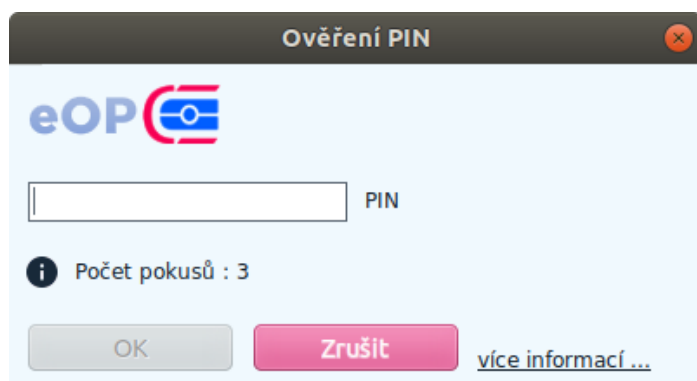 Ověření PIN
eOP
PIN
Počet pokusů : 3
OK
Zrušit
více informací ...